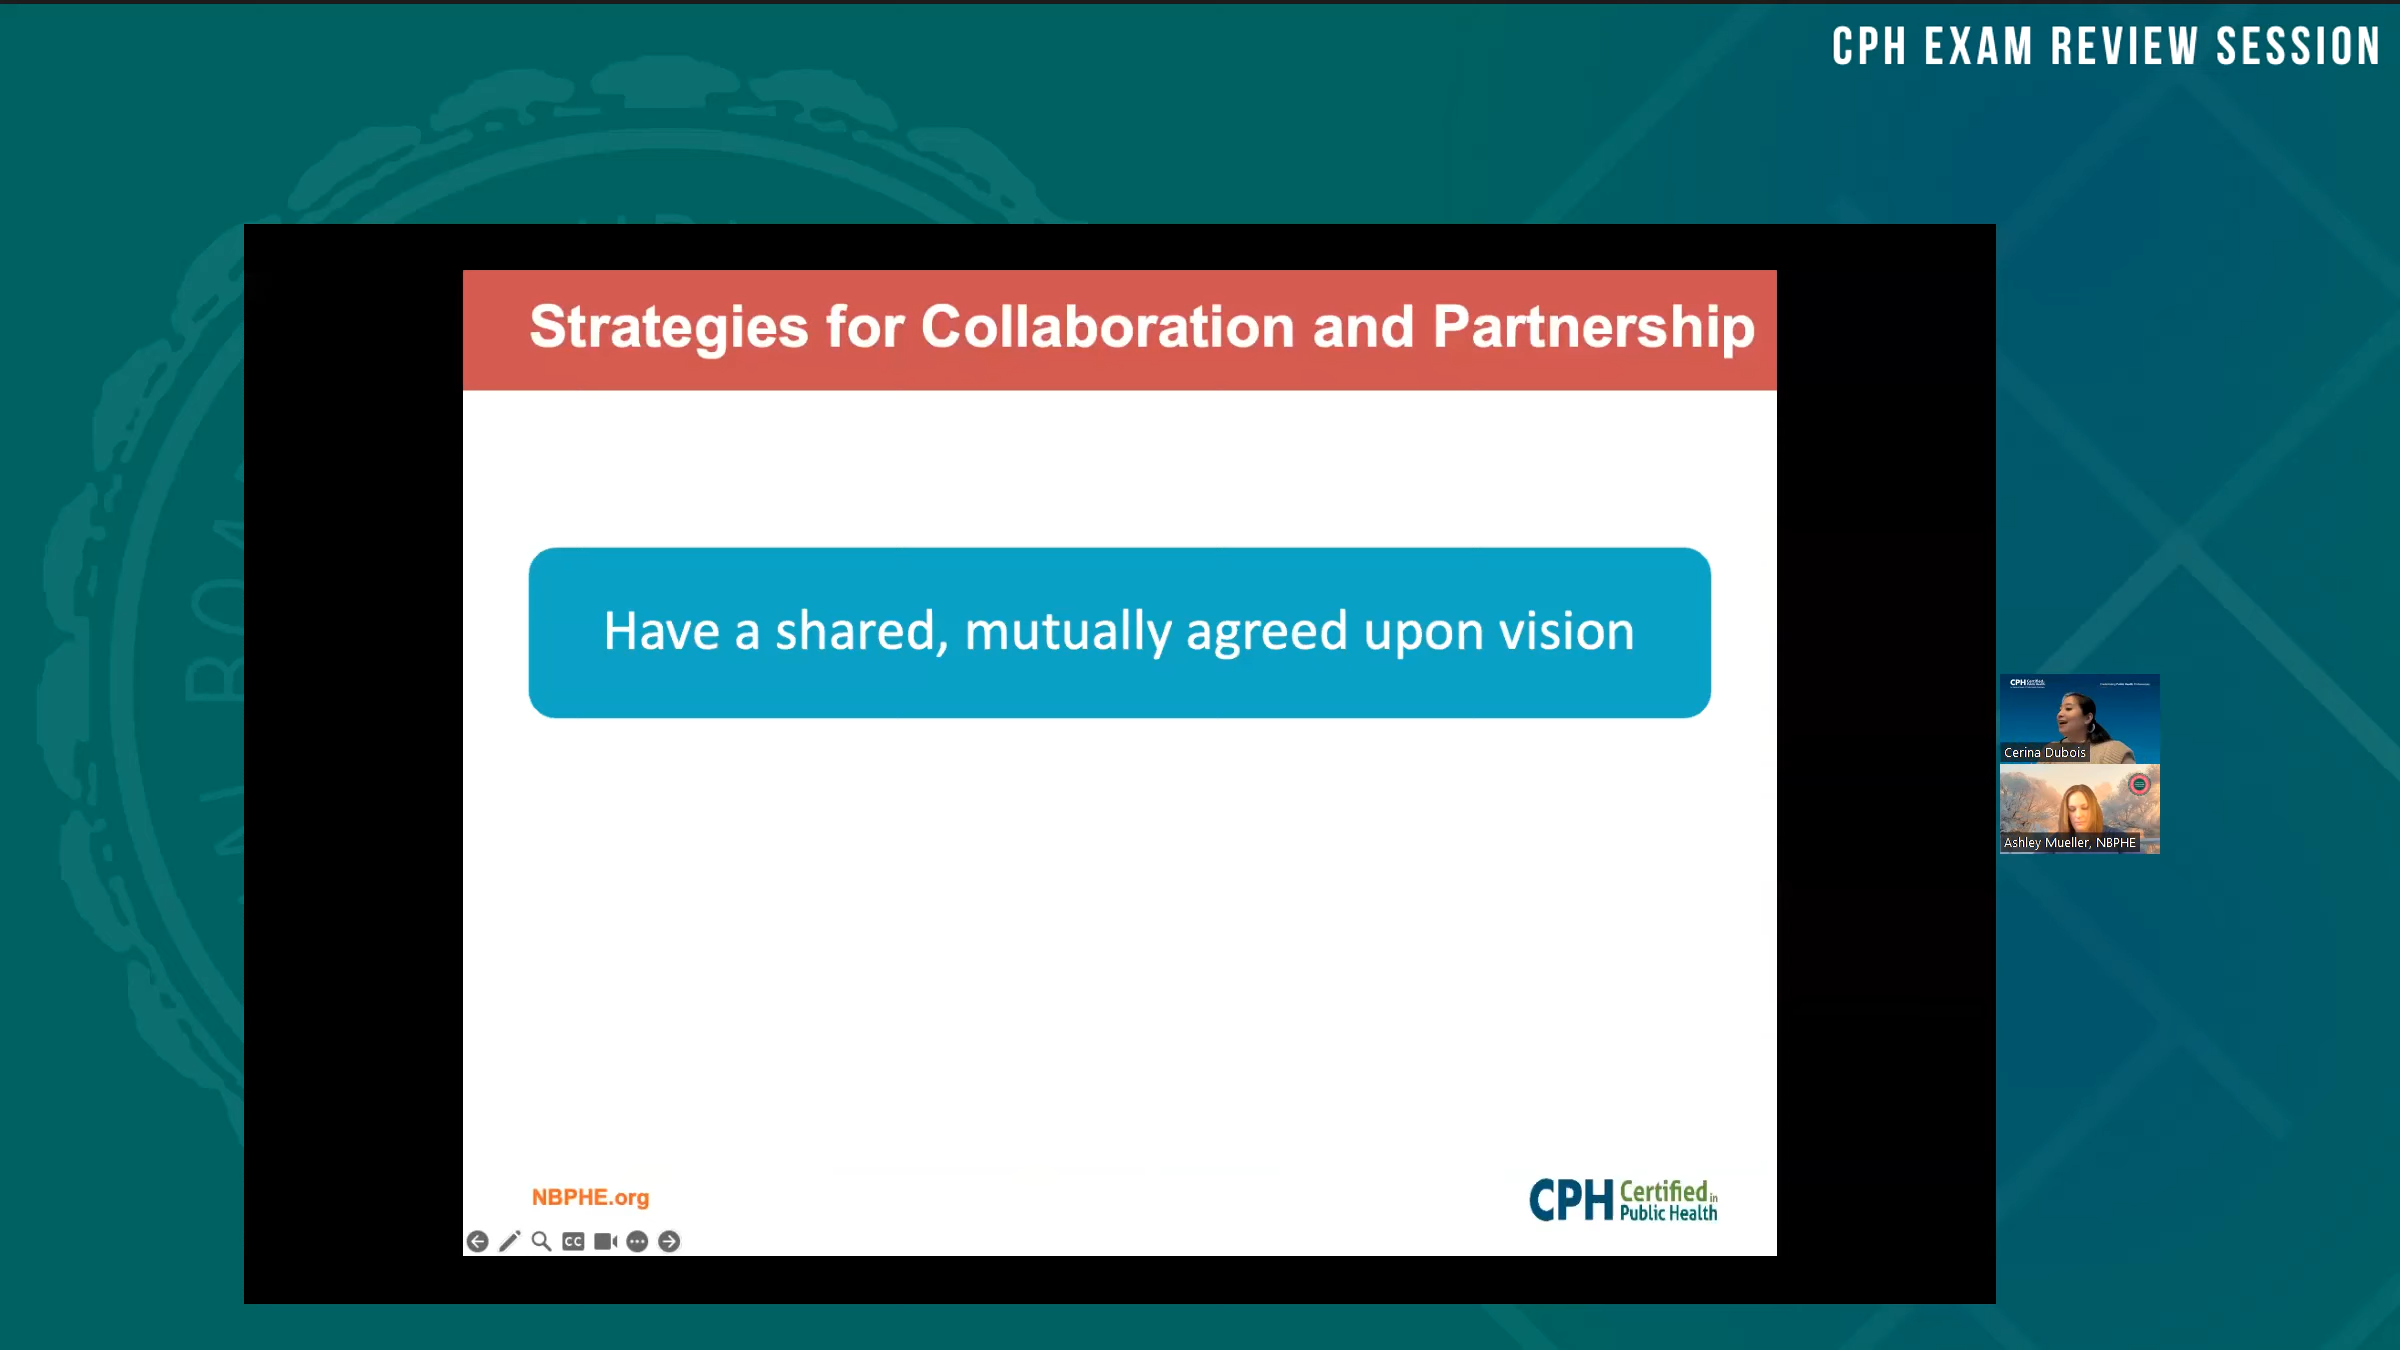 CPH EXAM REVIEW SESSION
Strategies for Collaboration and Partnership
Have a shared, mutually agreed upon vision
Cerina Dubois
Ashley Mueller, NBPHE
NBPHE.org
CPH Certified in
Public Health
CC